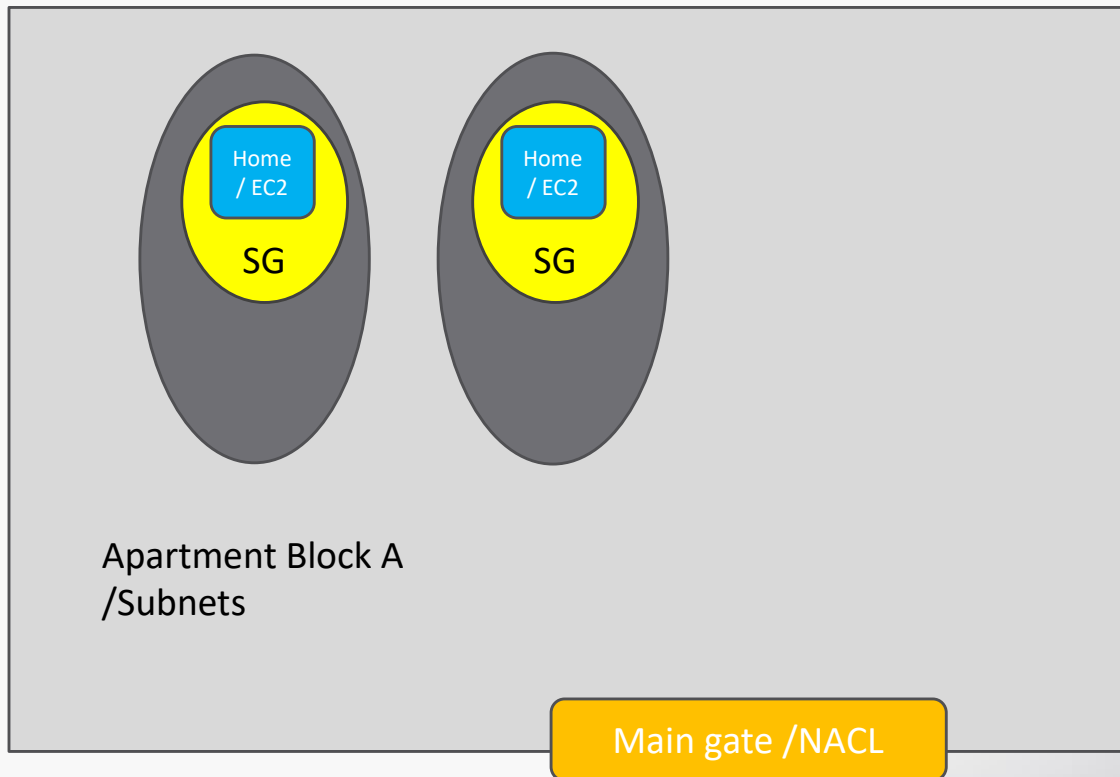 Home
/ EC2
SG
Home
/ EC2
SG
Apartment Block A
/Subnets
Main gate /NACL